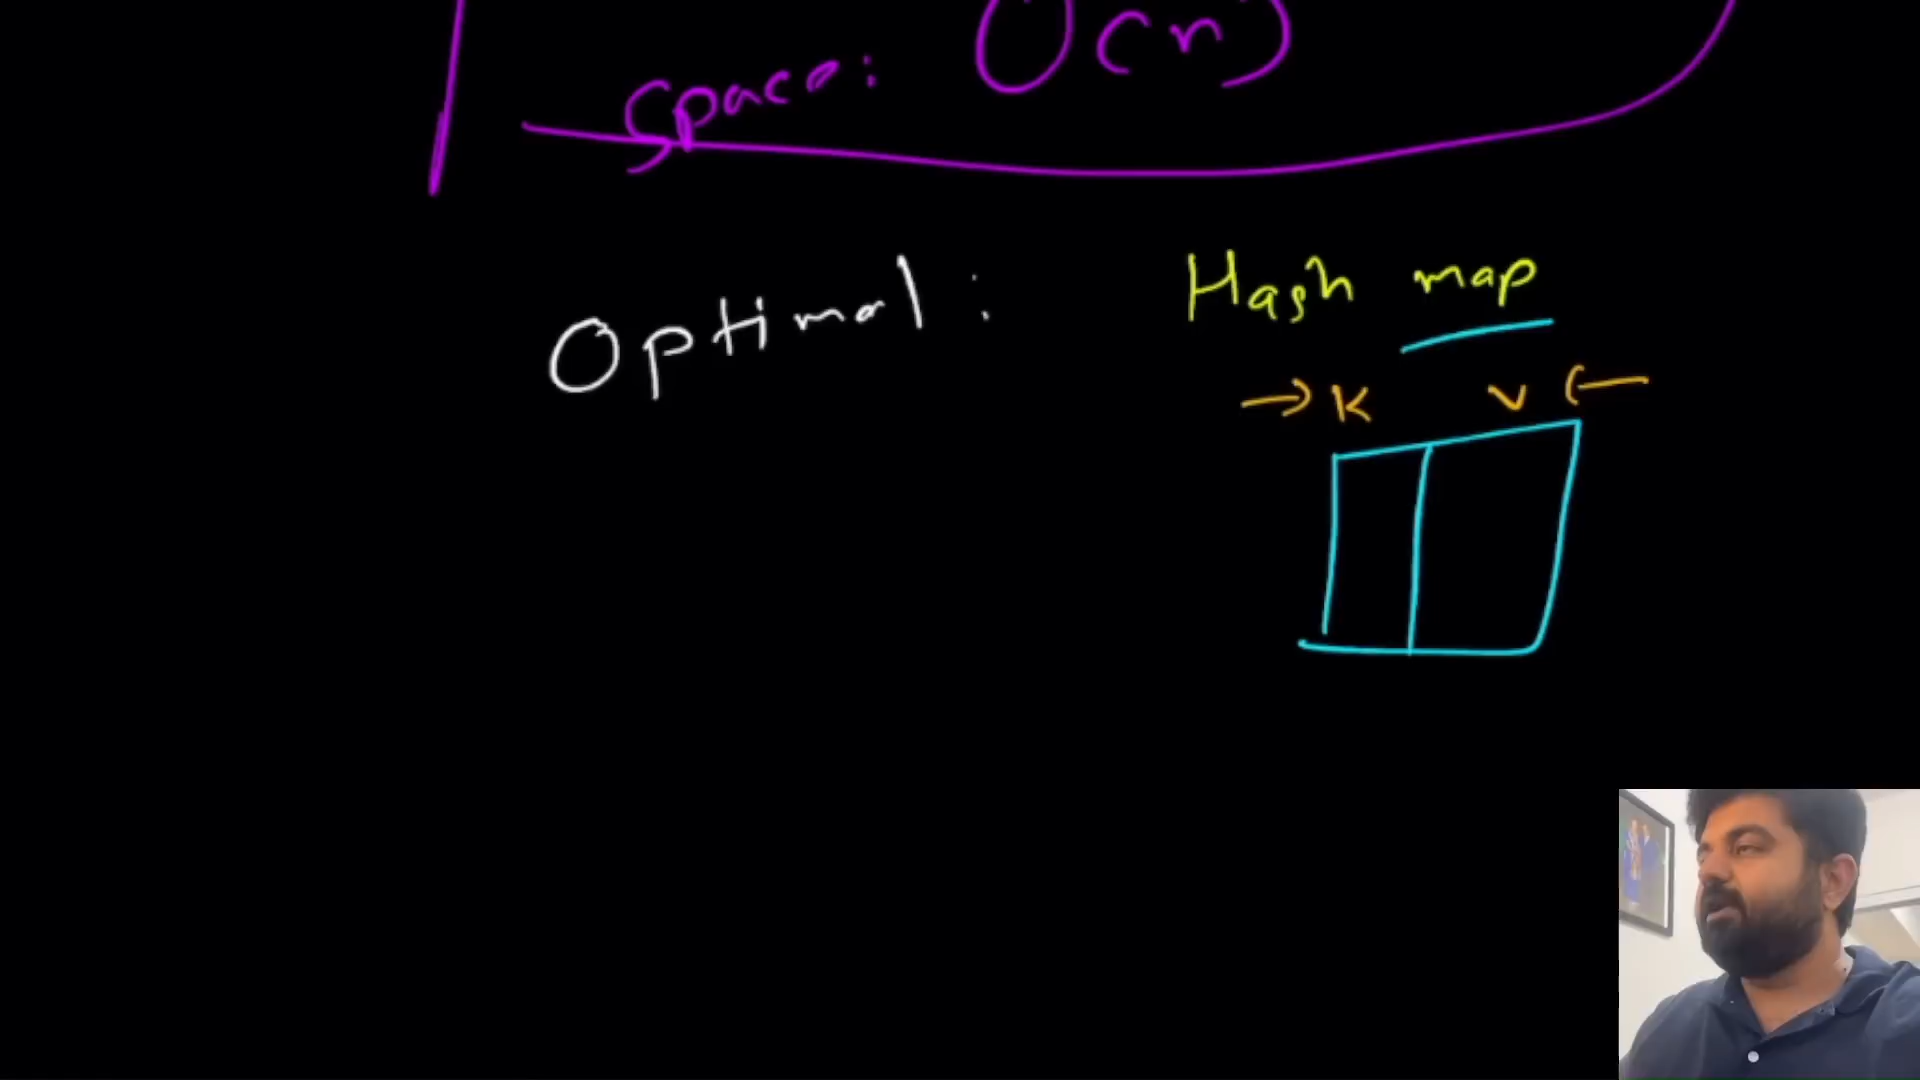 space: O(n)
Optimal : Hash map
→ K V ←